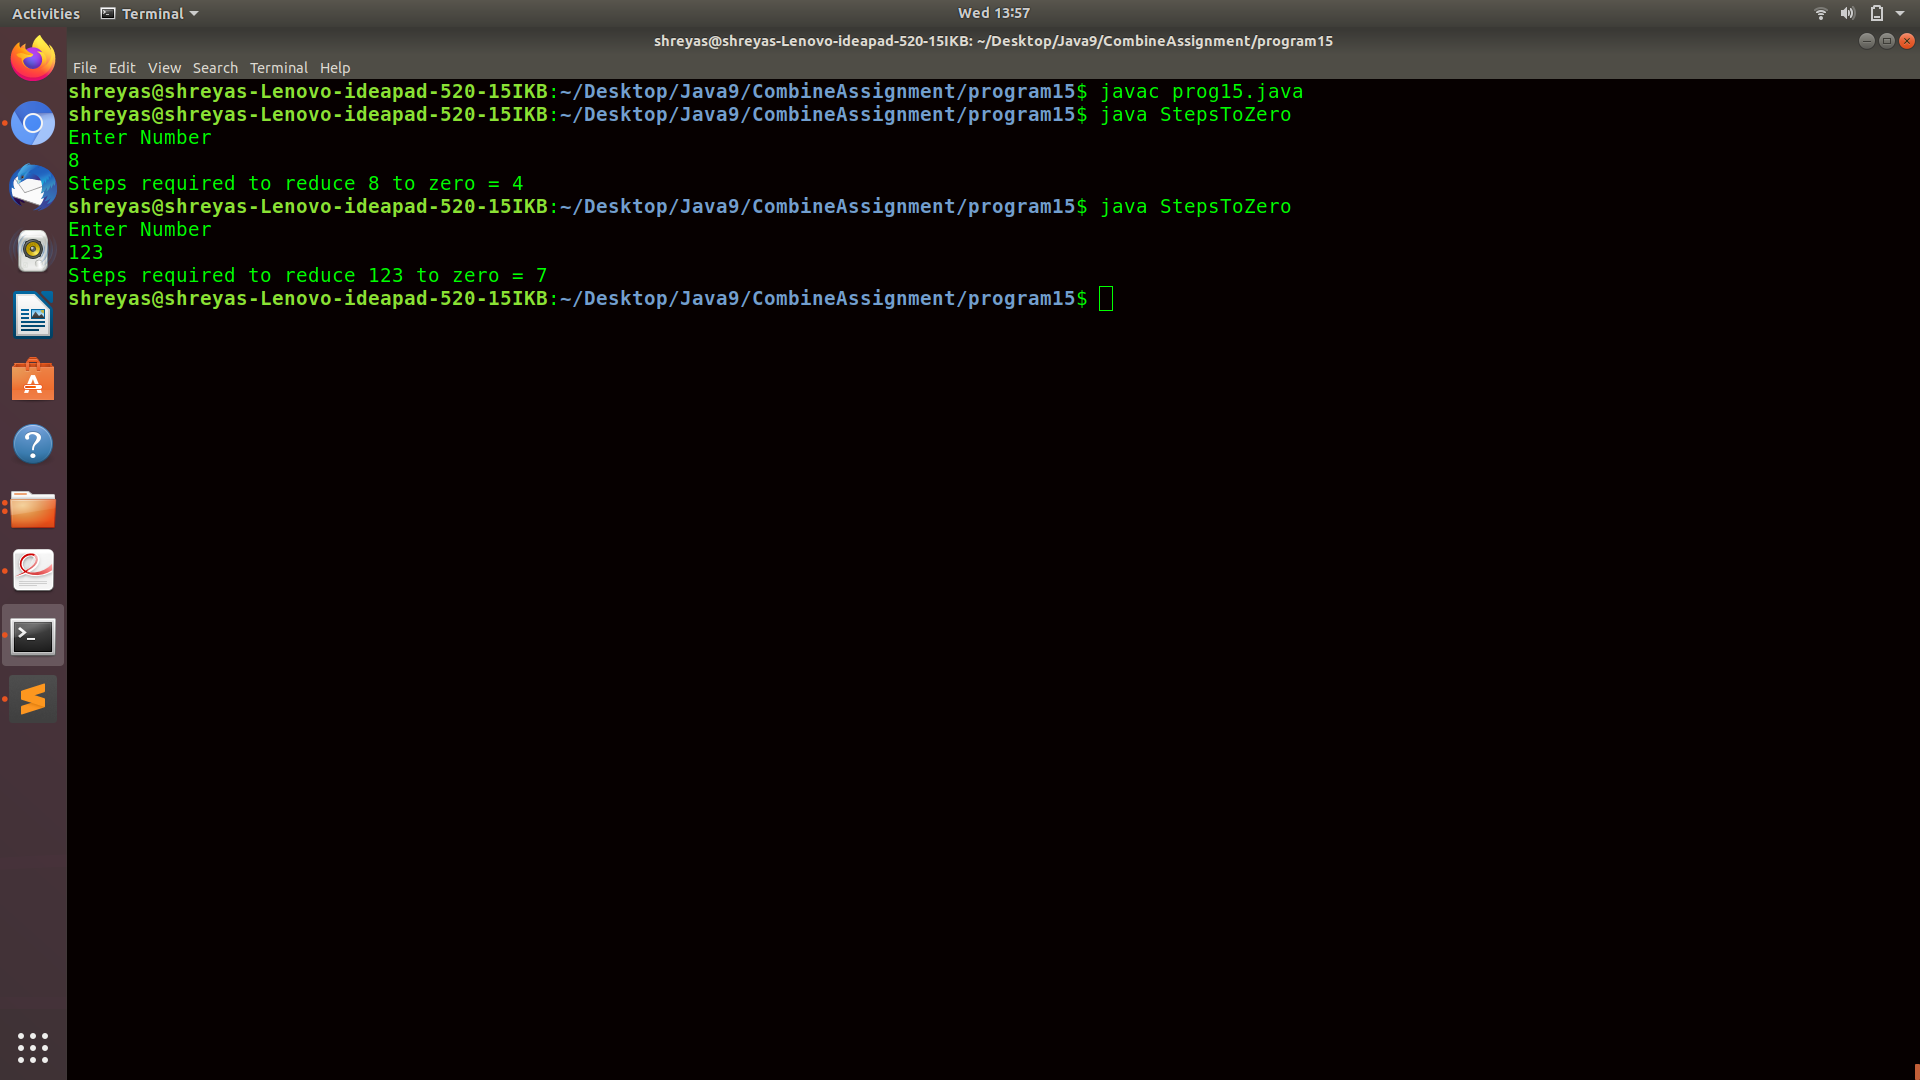 Activities Terminal Wed 13:57
shreyas@shreyas-Lenovo-ideapad-520-15IKB: ~/Desktop/Java9/CombineAssignment/program15
File Edit View Search Terminal Help
shreyas@shreyas-Lenovo-ideapad-520-15IKB:~/Desktop/Java9/CombineAssignment/program15$ javac prog15.java
shreyas@shreyas-Lenovo-ideapad-520-15IKB:~/Desktop/Java9/CombineAssignment/program15$ java StepsToZero
Enter Number
8
Steps required to reduce 8 to zero = 4
shreyas@shreyas-Lenovo-ideapad-520-15IKB:~/Desktop/Java9/CombineAssignment/program15$ java StepsToZero
Enter Number
123
Steps required to reduce 123 to zero = 7
shreyas@shreyas-Lenovo-ideapad-520-15IKB:~/Desktop/Java9/CombineAssignment/program15$